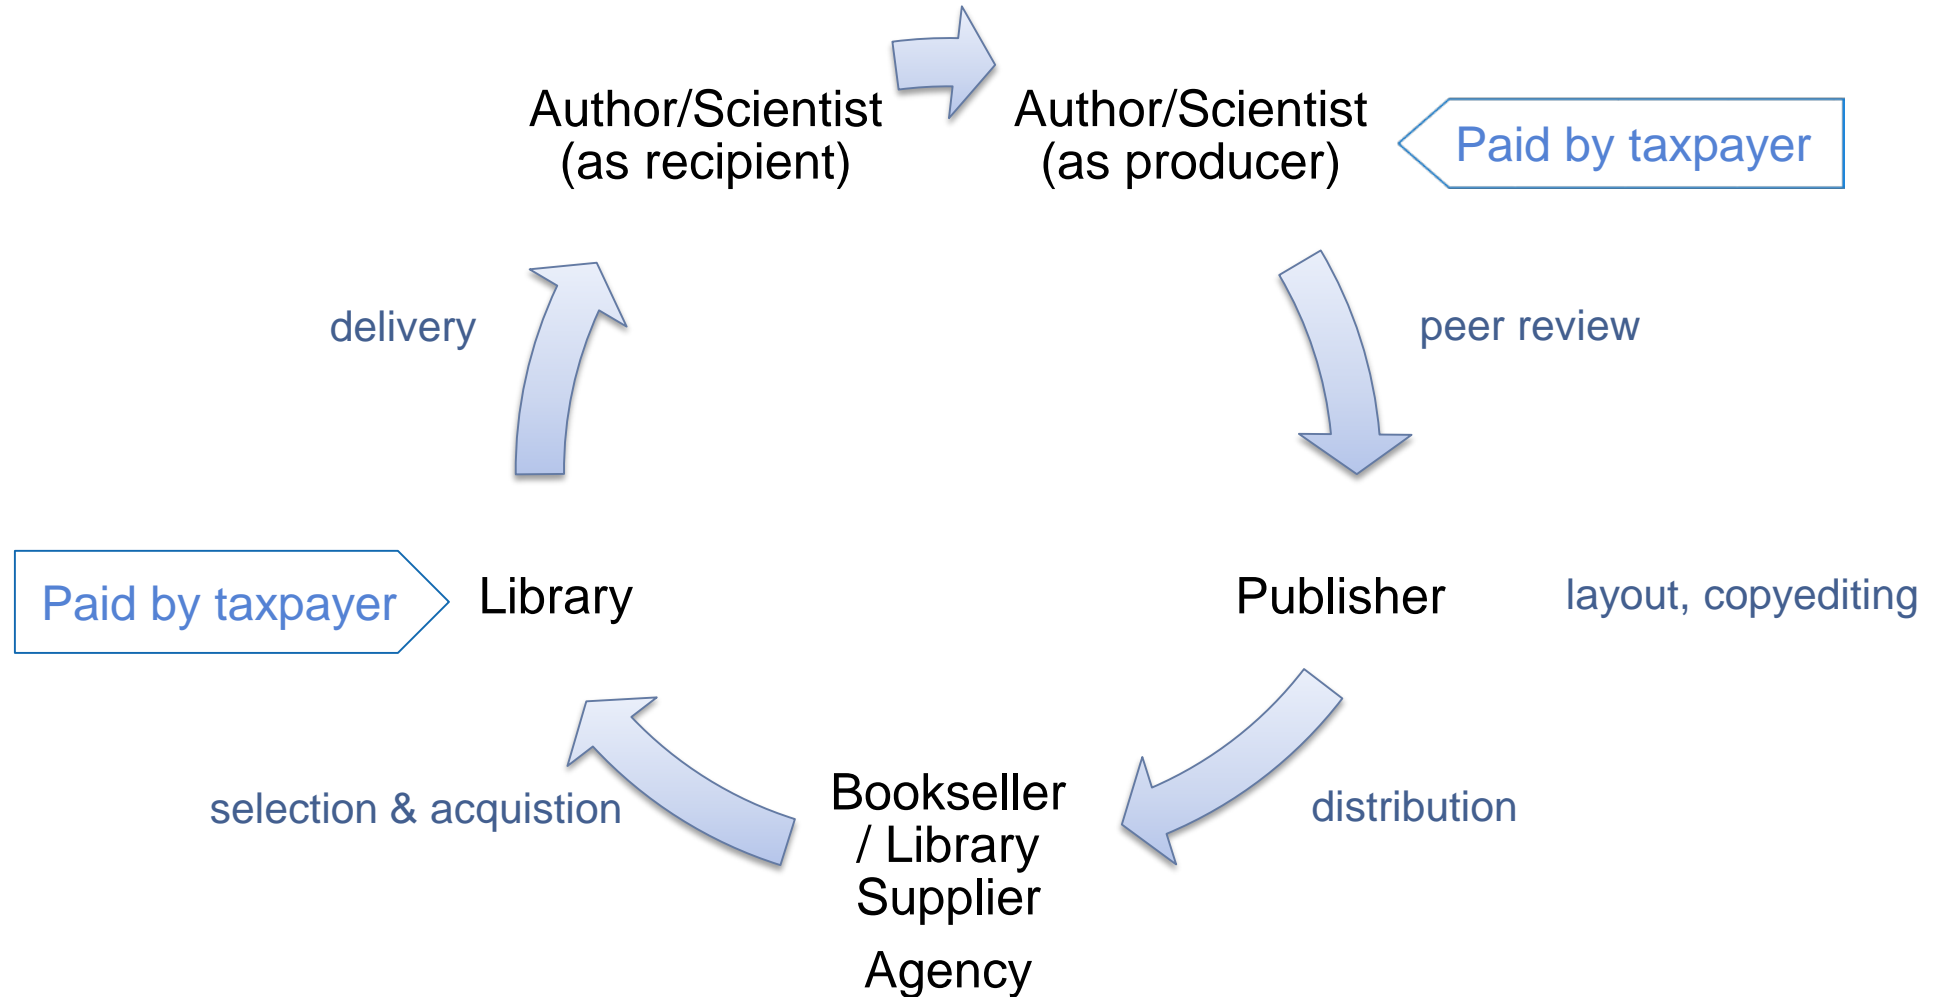 Author/Scientist
(as recipient)
Author/Scientist
(as producer)
Paid by taxpayer
delivery
peer review
Paid by taxpayer
Library
Publisher
layout, copyediting
selection & acquistion
Bookseller
/ Library
Supplier
Agency
distribution